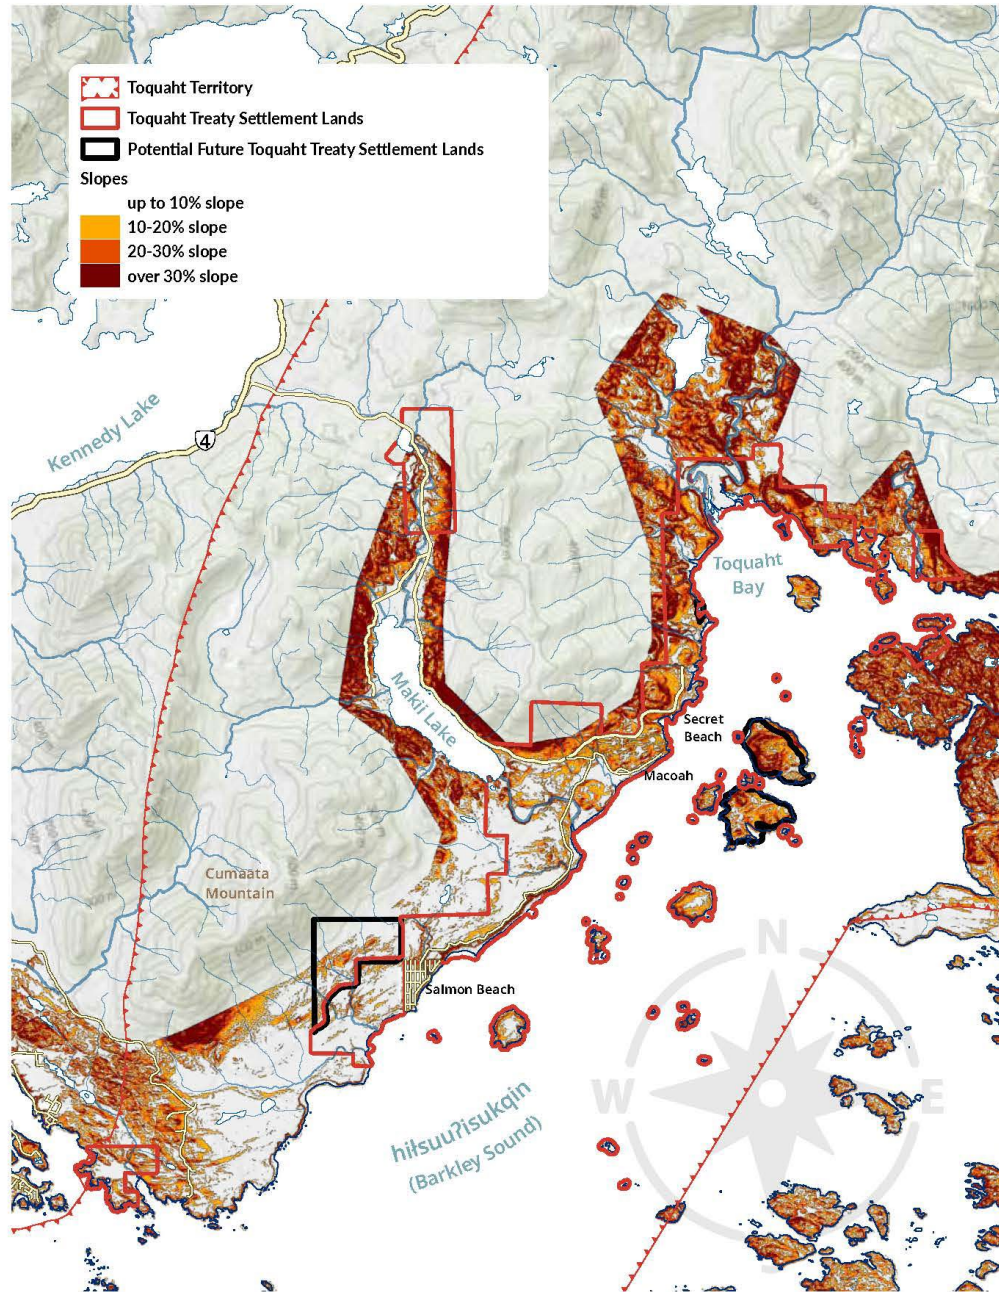 Toquaht Territory
Toquaht Treaty Settlement Lands
Potential Future Toquaht Treaty Settlement Lands
Slopes
up to 10% slope
10-20% slope
20-30% slope
over 30% slope
Kennedy Lake
4
Toquaht
Bay
Makii Lake
Secret
Beach
Macoah
Cumaata
Mountain
Salmon Beach
hiłsuuʔisukqin
(Barkley Sound)
N
W
E